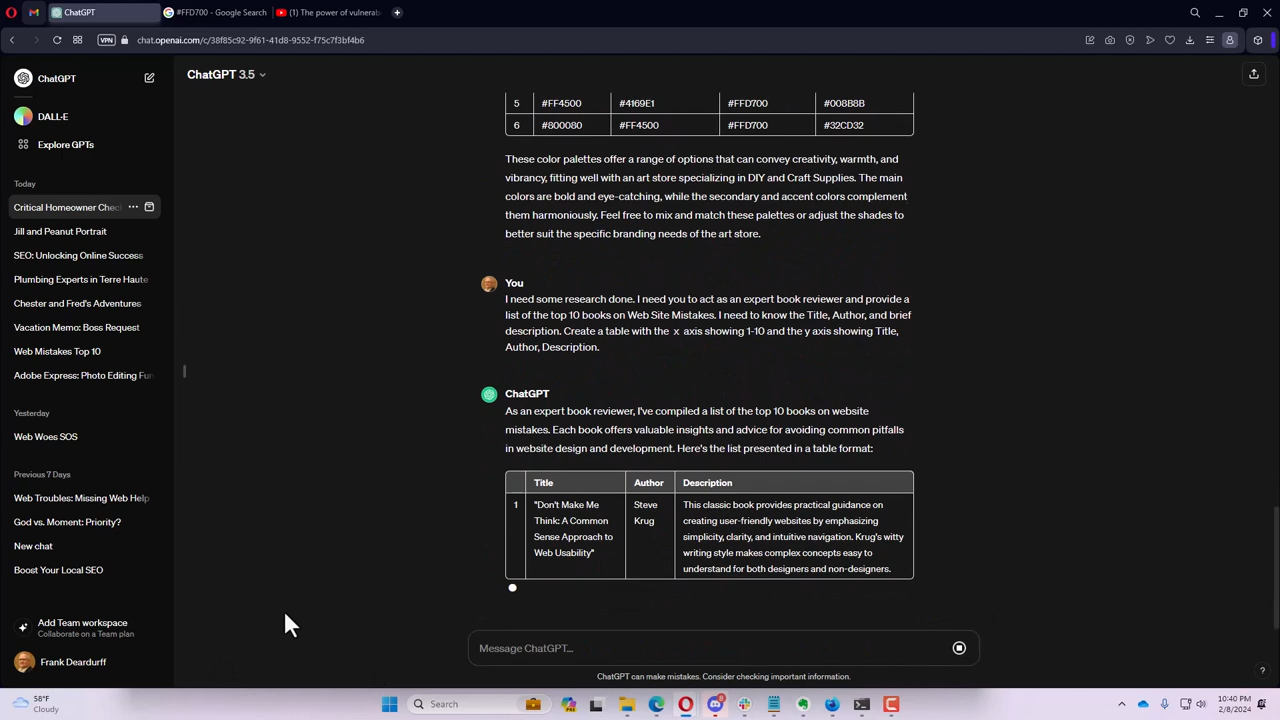 ChatGPT
#FFD700 - Google Search
(1) The power of vulnerab
VPN
chat.openai.com/c/38f85c92-9f61-41d8-9552-f75c7f3bf4b6
ChatGPT
DALL·E
Explore GPTs
Today
Critical Homeowner Chec
Jill and Peanut Portrait
SEO: Unlocking Online Success
Plumbing Experts in Terre Haute
Chester and Fred's Adventures
Vacation Memo: Boss Request
Web Mistakes Top 10
Adobe Express: Photo Editing Fun
Yesterday
Web Woes SOS
Previous 7 Days
Web Troubles: Missing Web Help
God vs. Moment: Priority?
New chat
Boost Your Local SEO
Add Team workspace
Collaborate on a Team plan
Frank Deardurff
ChatGPT 3.5
5 #FF4500 #4169E1 #FFD700 #008B8B
6 #800080 #FF4500 #FFD700 #32CD32
These color palettes offer a range of options that can convey creativity, warmth, and
vibrancy, fitting well with an art store specializing in DIY and Craft Supplies. The main
colors are bold and eye-catching, while the secondary and accent colors complement
them harmoniously. Feel free to mix and match these palettes or adjust the shades to
better suit the specific branding needs of the art store.
You
I need some research done. I need you to act as an expert book reviewer and provide a
list of the top 10 books on Web Site Mistakes. I need to know the Title, Author, and brief
description. Create a table with the x axis showing 1-10 and the y axis showing Title,
Author, Description.
ChatGPT
As an expert book reviewer, I've compiled a list of the top 10 books on website
mistakes. Each book offers valuable insights and advice for avoiding common pitfalls
in website design and development. Here's the list presented in a table format:
Title Author Description
1 "Don't Make Me Steve This classic book provides practical guidance on
Think: A Common Krug creating user-friendly websites by emphasizing
Sense Approach to simplicity, clarity, and intuitive navigation. Krug's witty
Web Usability" writing style makes complex concepts easy to
understand for both designers and non-designers.
Message ChatGPT...
ChatGPT can make mistakes. Consider checking important information.
?
58°F
Cloudy
Search
10:40 PM
2/8/2024